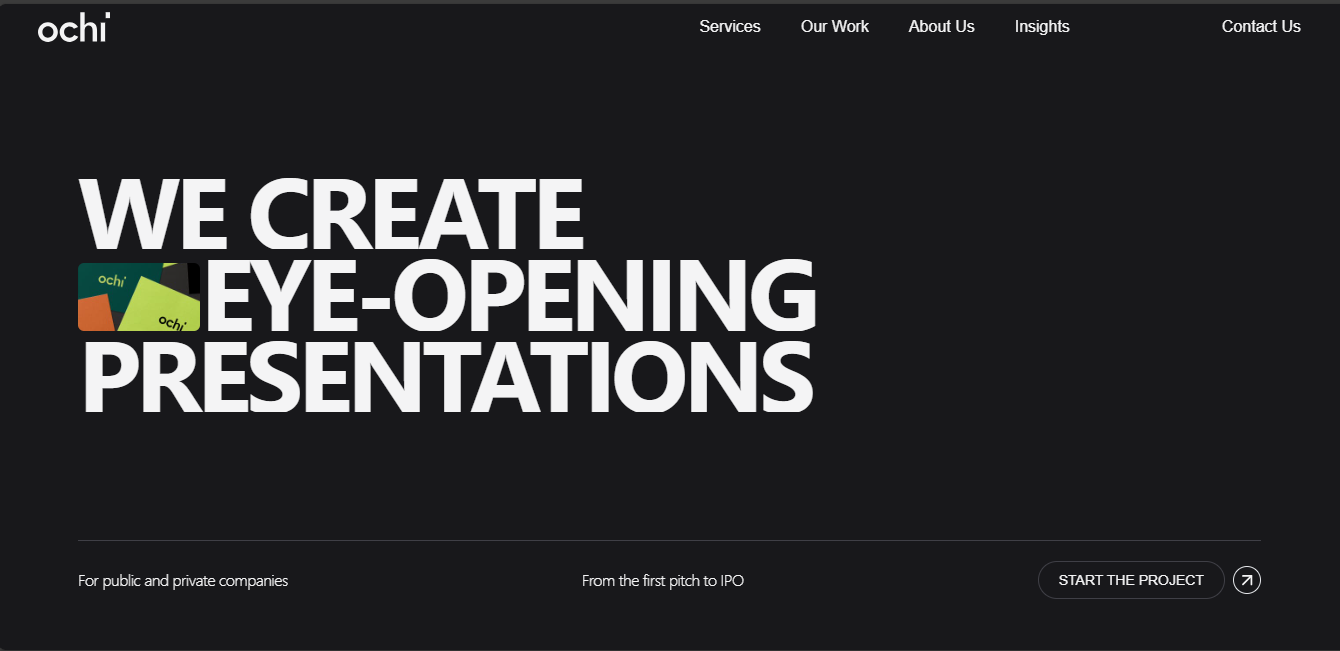 ochi
Services Our Work About Us Insights Contact Us
WE CREATE
ochi
ochi
EYE-OPENING
PRESENTATIONS
For public and private companies From the first pitch to IPO START THE PROJECT